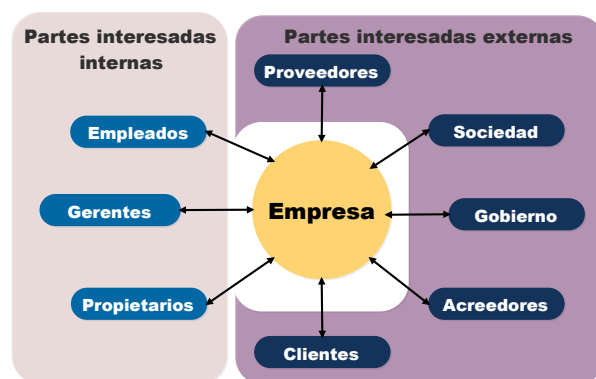 Partes interesadas
internas
Partes interesadas externas
Proveedores
Empleados
Sociedad
Gerentes
Empresa
Gobierno
Propietarios
Acreedores
Clientes